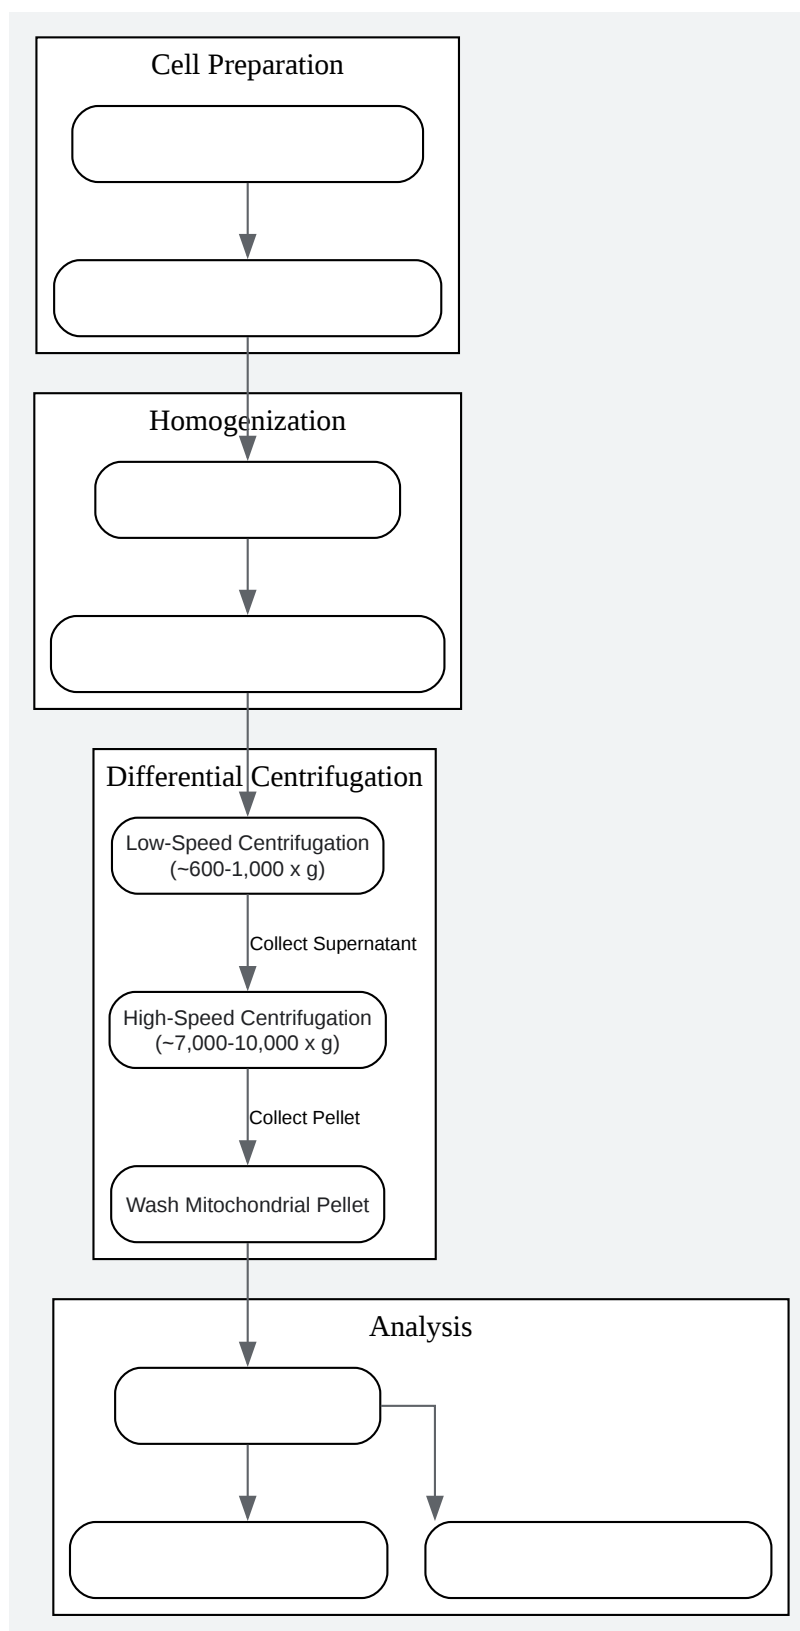 Cell Preparation
Homogenization
Differential Centrifugation
Low-Speed Centrifugation
(~600-1,000 x g)
Collect Supernatant
High-Speed Centrifugation
(~7,000-10,000 x g)
Collect Pellet
Wash Mitochondrial Pellet
Analysis